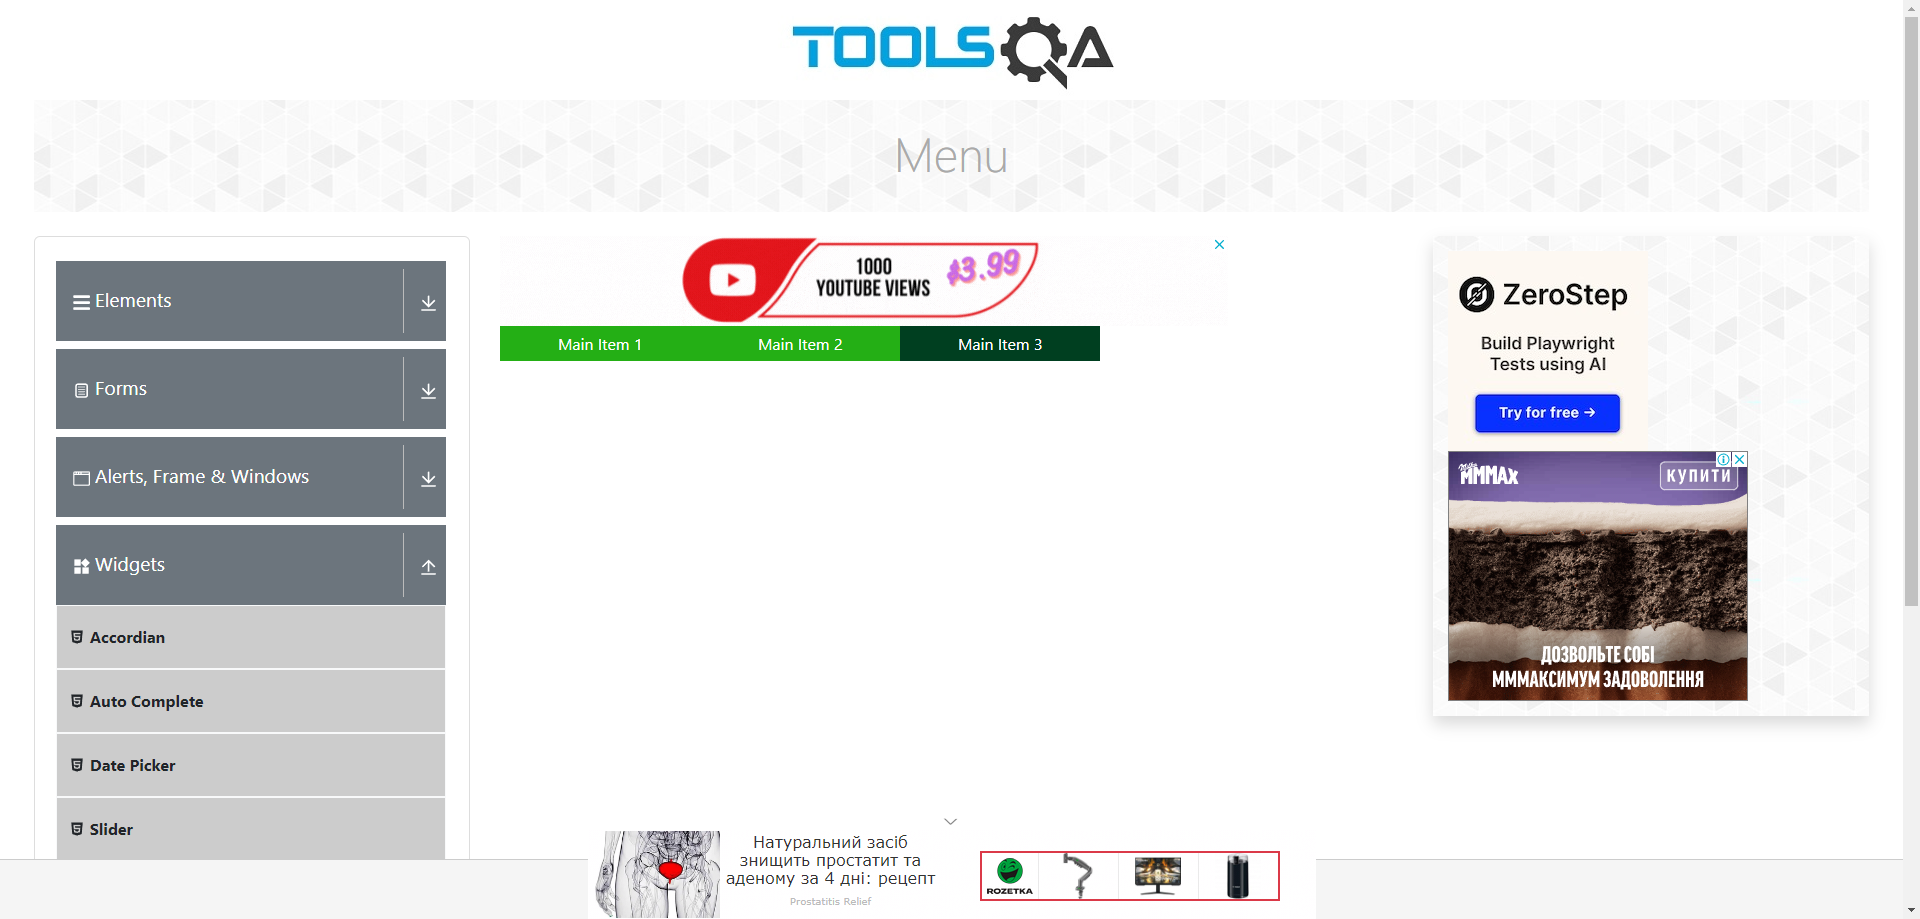 TOOLSQA
Menu
Elements
Forms
Alerts, Frame & Windows
Widgets
Accordian
Auto Complete
Date Picker
Slider
1000
YOUTUBE VIEWS
$3.99
Main Item 1
Main Item 2
Main Item 3
ZeroStep
Build Playwright
Tests using AI
Try for free →
Milka
MMMAX
КУПИТИ
ДОЗВОЛЬТЕ СОБІ
МММАКСИМУМ ЗАДОВОЛЕННЯ
Натуральний засіб
знищить простатит та
аденому за 4 дні: рецепт
Prostatitis Relief
ROZETKA